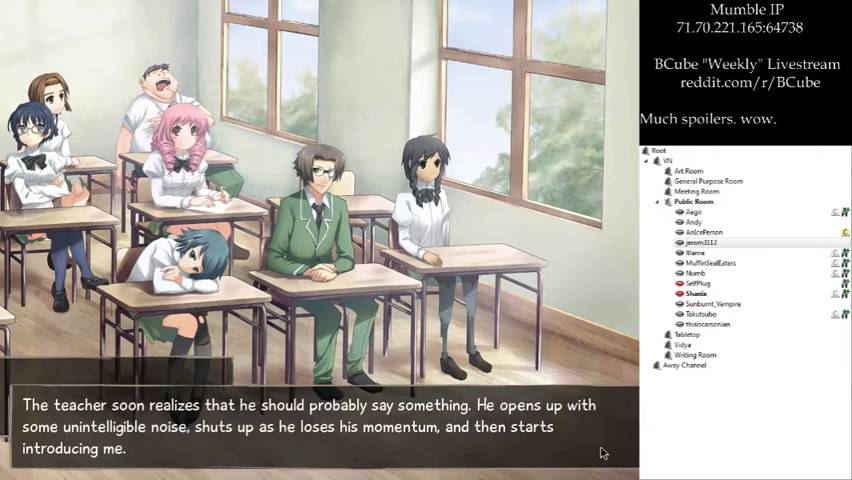 Mumble IP
71.70.221.165:64738
BCube "Weekly" Livestream
reddit.com/r/BCube
Much spoilers. wow.
Root
VN
Art Room
General Purpose Room
Meeting Room
Public Room
Aegir
Andy
AnIcePerson
jerom3112
Itlame
MuffinSealEaters
Numb
SelfPlug
Shanix
Sunburnt_Vampire
Takutsubo
thisiscarsonian
Tabletop
Vidya
Writing Room
Away Channel
The teacher soon realizes that he should probably say something. He opens up with
some unintelligible noise, shuts up as he loses his momentum, and then starts
introducing me.